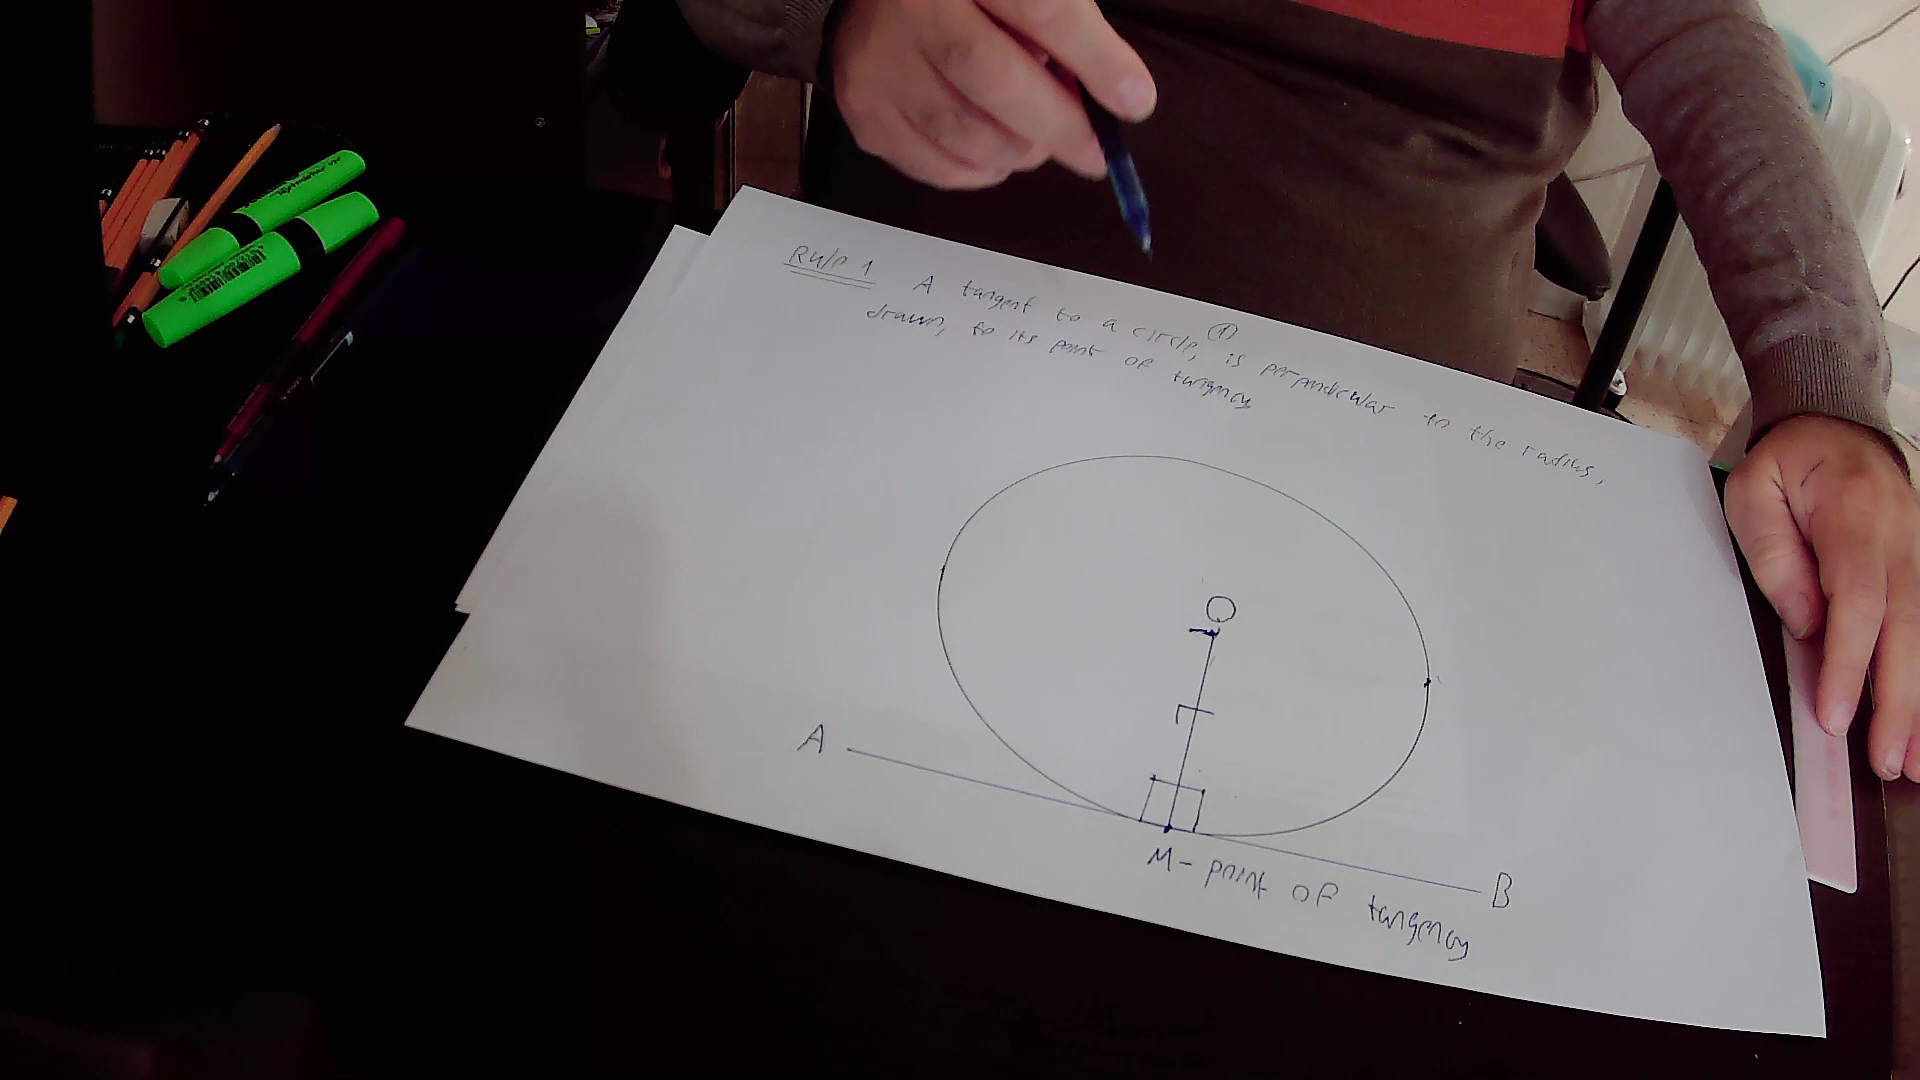 Rule 1 A tangent to a circle, ① is perpendicular to the radius,
drawn, to its point of tangency
O
r
A
B
M - point of tangency